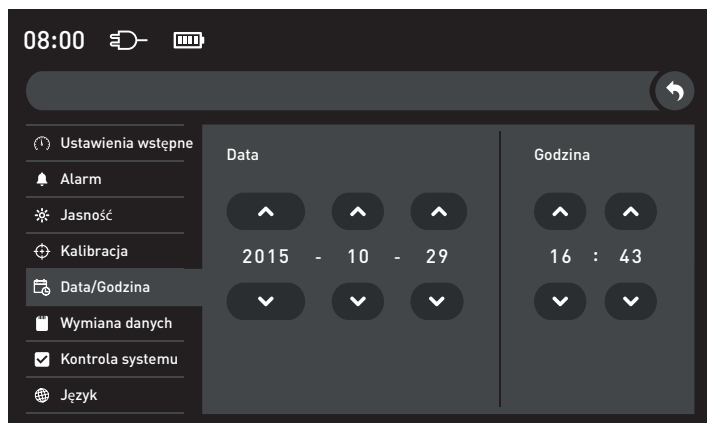 08:00
Ustawienia wstępne
Alarm
Jasność
Kalibracja
Data/Godzina
Wymiana danych
Kontrola systemu
Język
Data
2015 - 10 - 29
Godzina
16 : 43